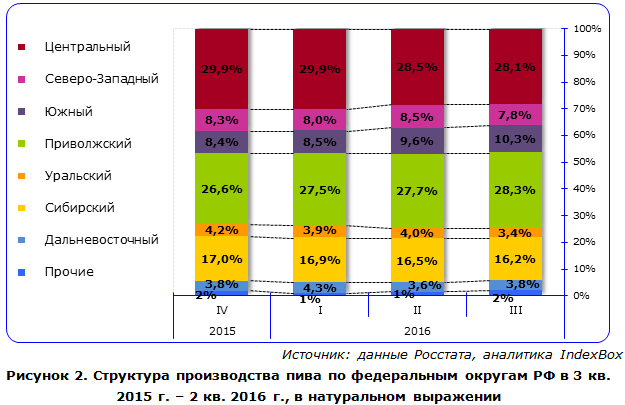 Центральный
Северо-Западный
Южный
Приволжский
Уральский
Сибирский
Дальневосточный
Прочие
29,9% 29,9% 28,5% 28,1%
8,3% 8,0% 8,5% 7,8%
8,4% 8,5% 9,6% 10,3%
26,6% 27,5% 27,7% 28,3%
4,2% 3,9% 4,0% 3,4%
17,0% 16,9% 16,5% 16,2%
3,8% 4,3% 3,6% 3,8%
2% 1% 1% 2%
100%
90%
80%
70%
60%
50%
40%
30%
20%
10%
0%
IV I II III
2015 2016
Источник: данные Росстата, аналитика IndexBox
Рисунок 2. Структура производства пива по федеральным округам РФ в 3 кв.
2015 г. – 2 кв. 2016 г., в натуральном выражении